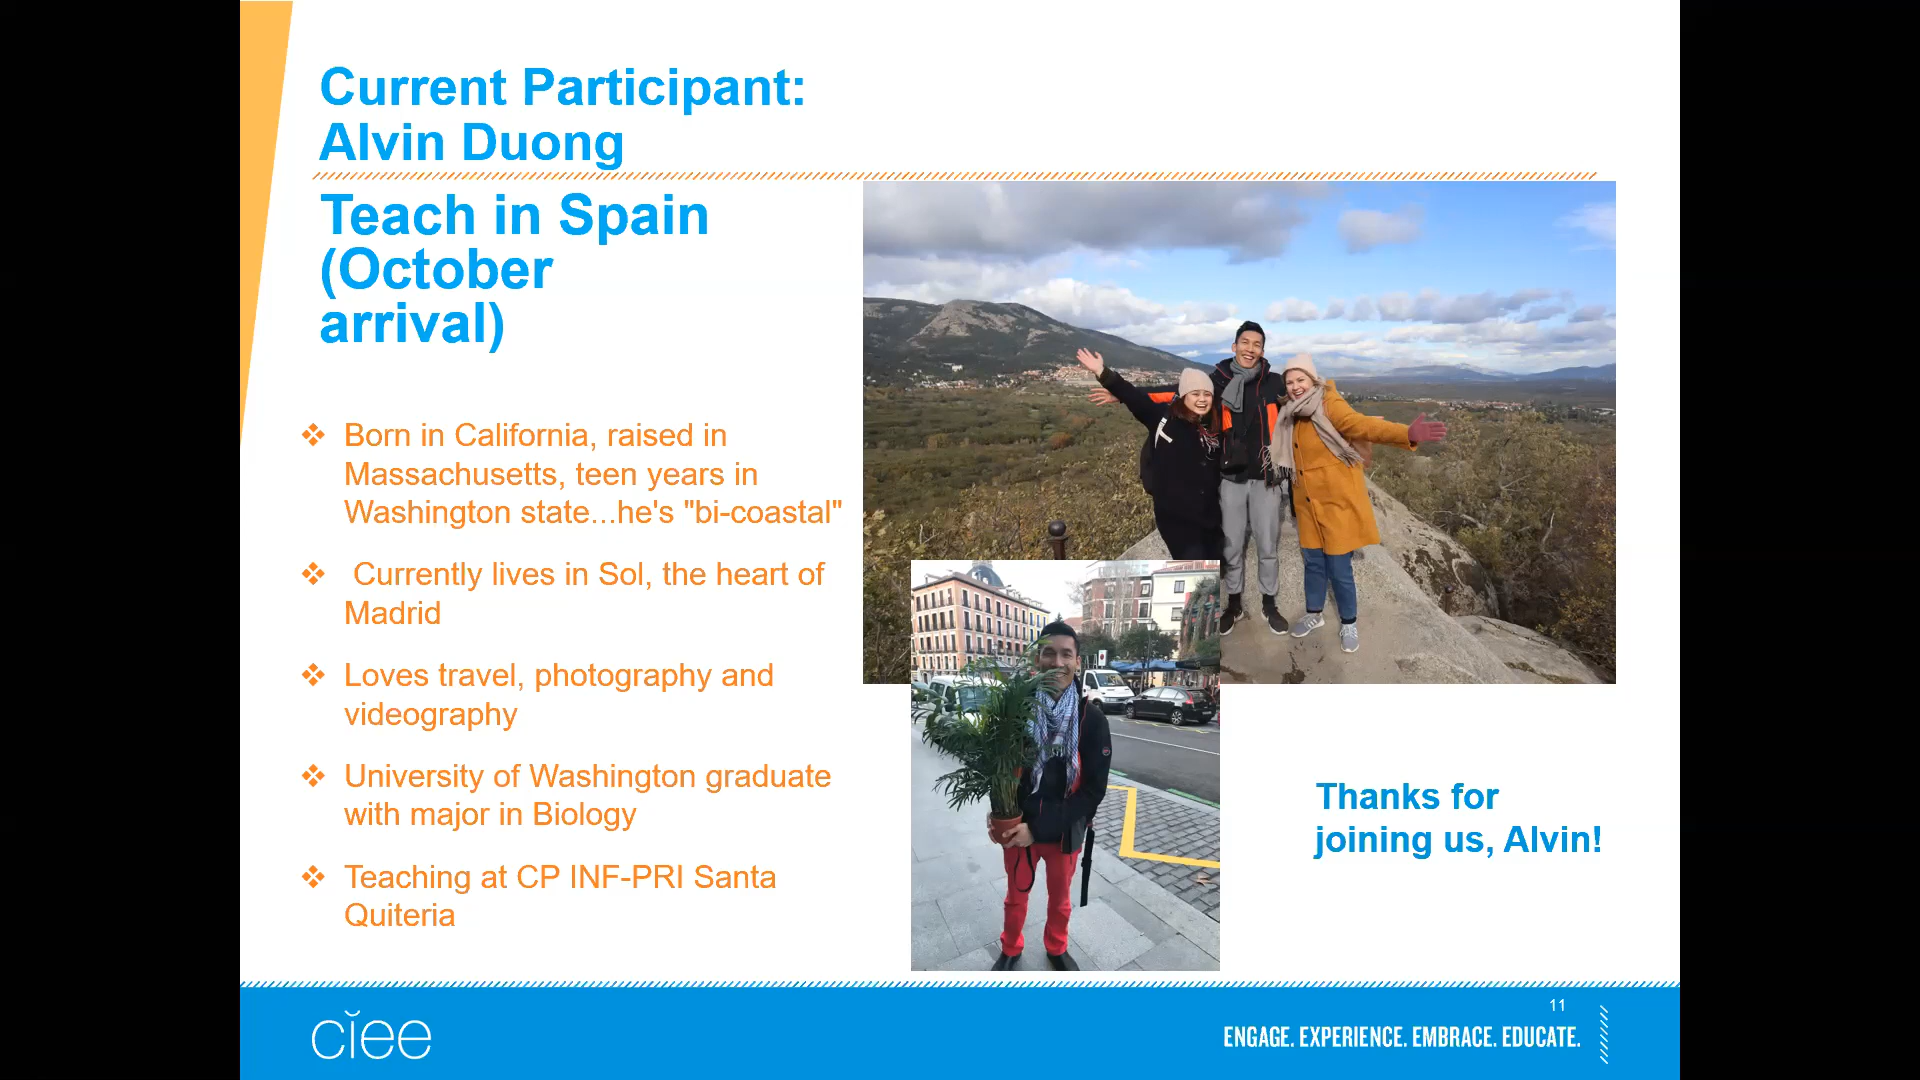 Current Participant:
Alvin Duong
Teach in Spain
(October
arrival)
❖ Born in California, raised in
Massachusetts, teen years in
Washington state...he's "bi-coastal"
❖ Currently lives in Sol, the heart of
Madrid
❖ Loves travel, photography and
videography
❖ University of Washington graduate
with major in Biology
❖ Teaching at CP INF-PRI Santa
Quiteria
Thanks for
joining us, Alvin!
ciee
11
ENGAGE. EXPERIENCE. EMBRACE. EDUCATE.